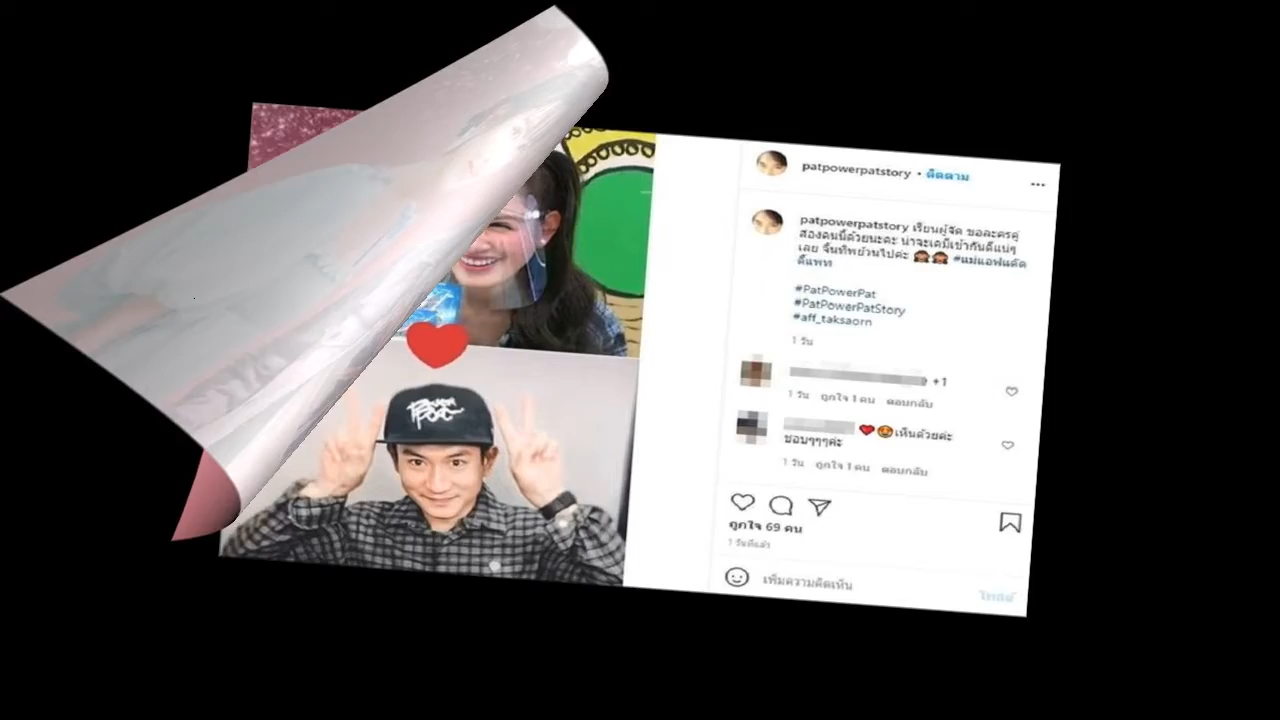 patpowerpatstory • ติดตาม
patpowerpatstory เรียนผู้จัด ขอละครคู่
สองคนนี้ด้วยนะคะ น่าจะเคมีเข้ากันดีแน่ๆ
เลย จิ้นทิพย์วนไปค่ะ 👩👩 #แม่แอฟแด๊ด
ดี้แพท
#PatPowerPat
#PatPowerPatStory
#aff_taksaorn
1 วัน
+1
1 วัน ถูกใจ 1 คน ตอบกลับ
❤️😍เห็นด้วยค่ะ
ชอบๆๆๆค่ะ
1 วัน ถูกใจ 1 คน ตอบกลับ
ถูกใจ 69 คน
1 วันที่แล้ว
เพิ่มความคิดเห็น
โพสต์